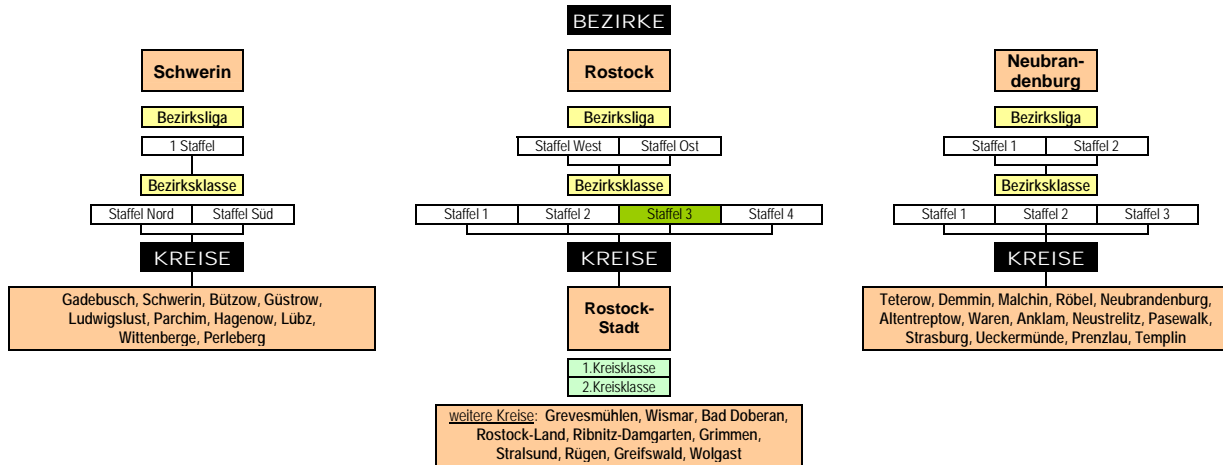 BEZIRKE
Schwerin
Bezirksliga
1 Staffel
Bezirksklasse
Staffel Nord
Staffel Süd
KREISE
Gadebusch, Schwerin, Bützow, Güstrow,
Ludwigslust, Parchim, Hagenow, Lübz,
Wittenberge, Perleberg
Rostock
Bezirksliga
Staffel West
Staffel Ost
Bezirksklasse
Staffel 1
Staffel 2
Staffel 3
Staffel 4
KREISE
Rostock-
Stadt
1.Kreisklasse
2.Kreisklasse
weitere Kreise: Grevesmühlen, Wismar, Bad Doberan,
Rostock-Land, Ribnitz-Damgarten, Grimmen,
Stralsund, Rügen, Greifswald, Wolgast
Neubran-
denburg
Bezirksliga
Staffel 1
Staffel 2
Bezirksklasse
Staffel 1
Staffel 2
Staffel 3
KREISE
Teterow, Demmin, Malchin, Röbel, Neubrandenburg,
Altentreptow, Waren, Anklam, Neustrelitz, Pasewalk,
Strasburg, Ueckermünde, Prenzlau, Templin